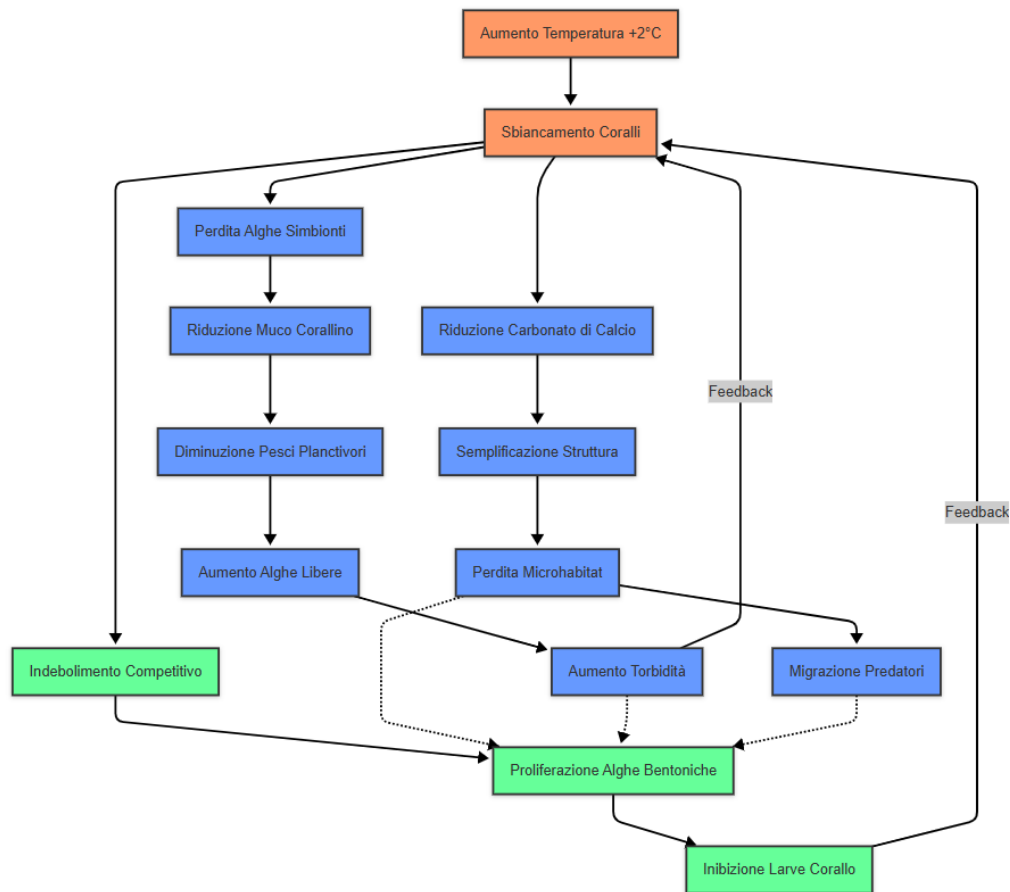 Aumento Temperatura +2°C
Sbiancamento Coralli
Perdita Alghe Simbionti
Riduzione Muco Corallino
Riduzione Carbonato di Calcio
Feedback
Diminuzione Pesci Planctivori
Semplificazione Struttura
Feedback
Aumento Alghe Libere
Perdita Microhabitat
Indebolimento Competitivo
Aumento Torbidità
Migrazione Predatori
Proliferazione Alghe Bentoniche
Inibizione Larve Corallo